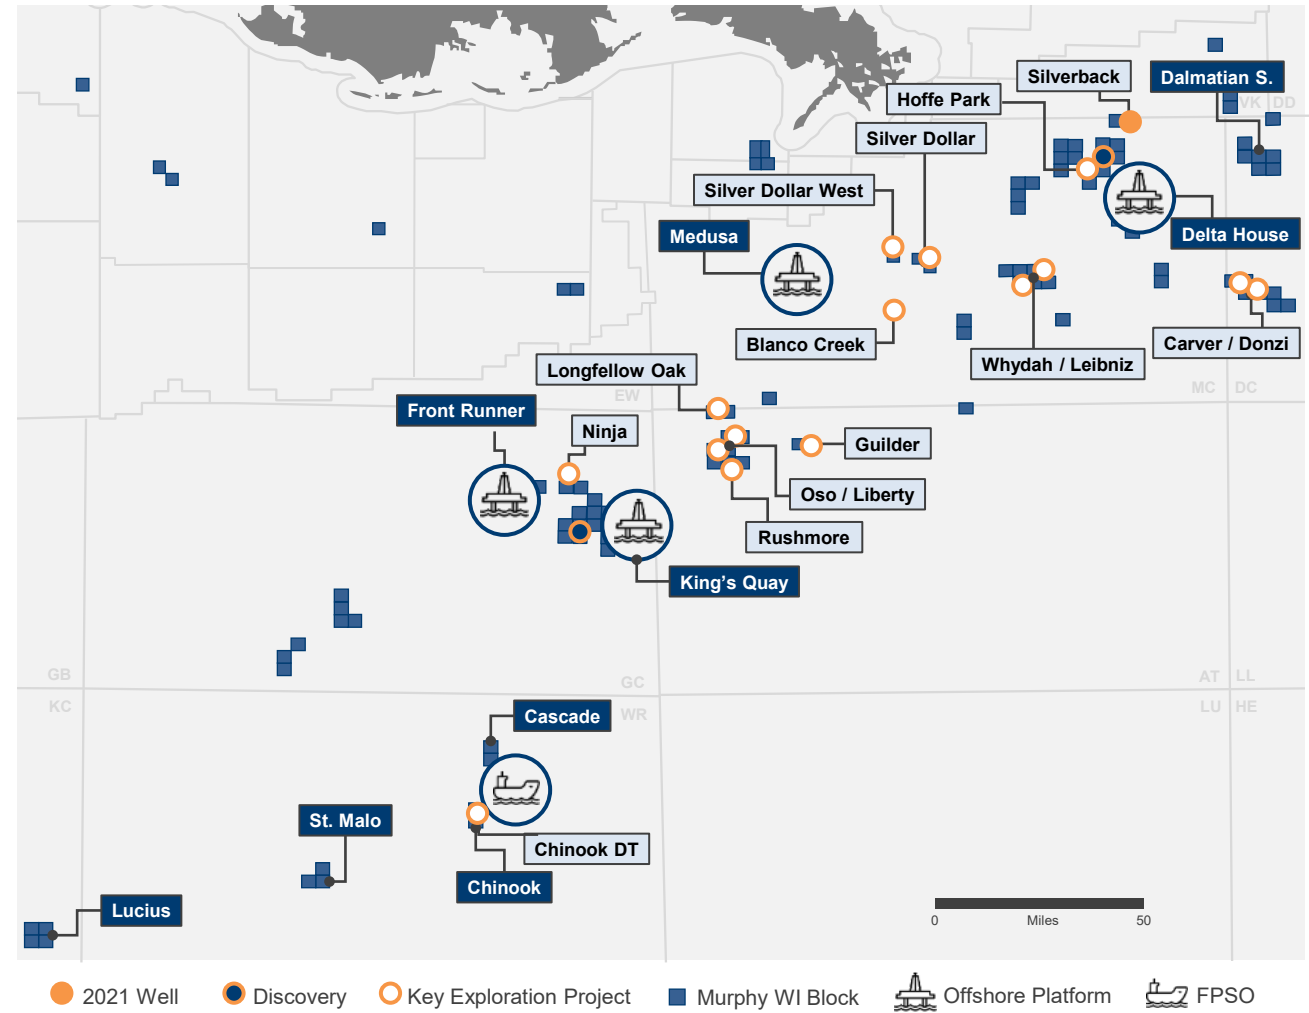 Silverback
Dalmatian S.
Hoffe Park
VK DD
Silver Dollar
Silver Dollar West
Medusa
Delta House
Blanco Creek
Carver / Donzi
Whydah / Leibniz
Longfellow Oak
MC DC
EW
Front Runner
Ninja
Guilder
Oso / Liberty
Rushmore
King's Quay
GB
GC
AT LL
KC
WR
LU HE
Cascade
St. Malo
Chinook DT
Chinook
Lucius
0 Miles 50
2021 Well
Discovery
Key Exploration Project
Murphy WI Block
Offshore Platform
FPSO